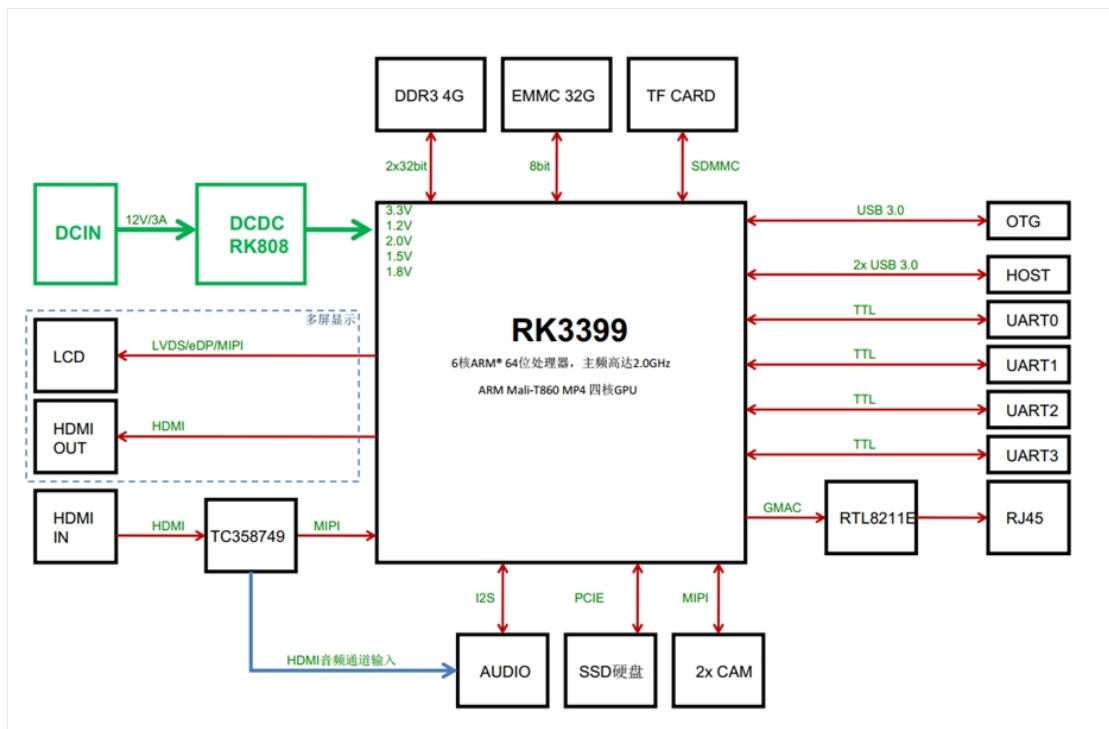 DDR3 4G
EMMC 32G
TF CARD
2x32bit
8bit
SDMMC
DCIN
12V/3A
DCDC
RK808
3.3V
1.2V
2.0V
1.5V
1.8V
USB 3.0
OTG
2x USB 3.0
HOST
多屏显示
LCD
LVDS/eDP/MIPI
HDMI
OUT
HDMI
RK3399
6核ARM® 64位处理器，主频高达2.0GHz
ARM Mali-T860 MP4 四核GPU
TTL
UART0
TTL
UART1
TTL
UART2
TTL
UART3
HDMI
IN
HDMI
TC358749
MIPI
GMAC
RTL8211E
RJ45
I2S
PCIE
MIPI
HDMI音频通道输入
AUDIO
SSD硬盘
2x CAM